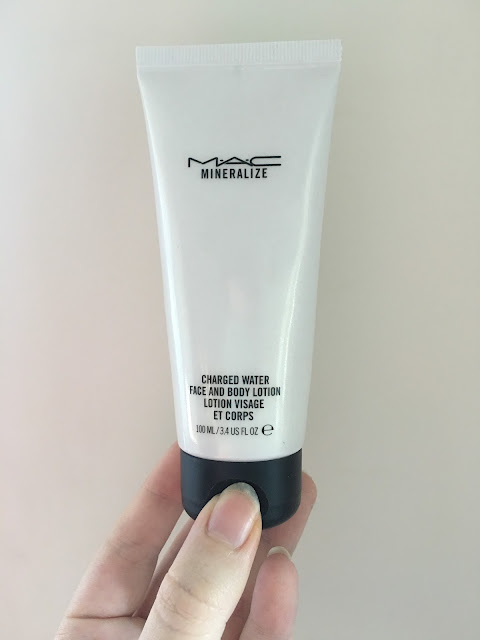 MAC
MINERALIZE
CHARGED WATER
FACE AND BODY LOTION
LOTION VISAGE
ET CORPS
100 ML / 3.4 US FL OZ ℮